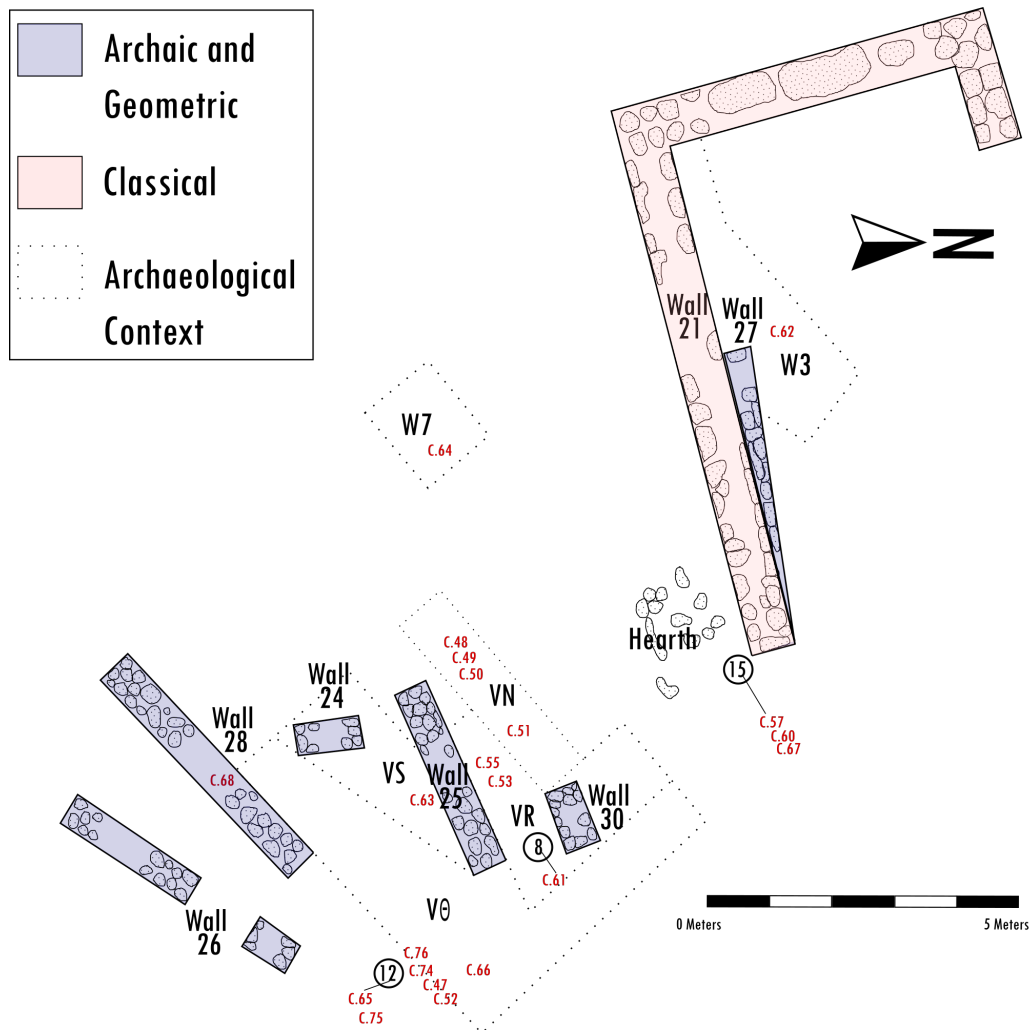 Archaic and
Geometric
Classical
Archaeological
Context
N
Wall
21
Wall
27
C.62
W3
W7
C.64
Hearth
15
C.57
C.60
C.67
C.48
C.49
C.50
VN
C.51
Wall
24
Wall
28
C.68
VS
C.63
Wall
25
C.55
C.53
VR
Wall
30
8
C.61
Vθ
Wall
26
12
C.76
C.74
C.47
C.52
C.66
C.65
C.75
0 Meters
5 Meters